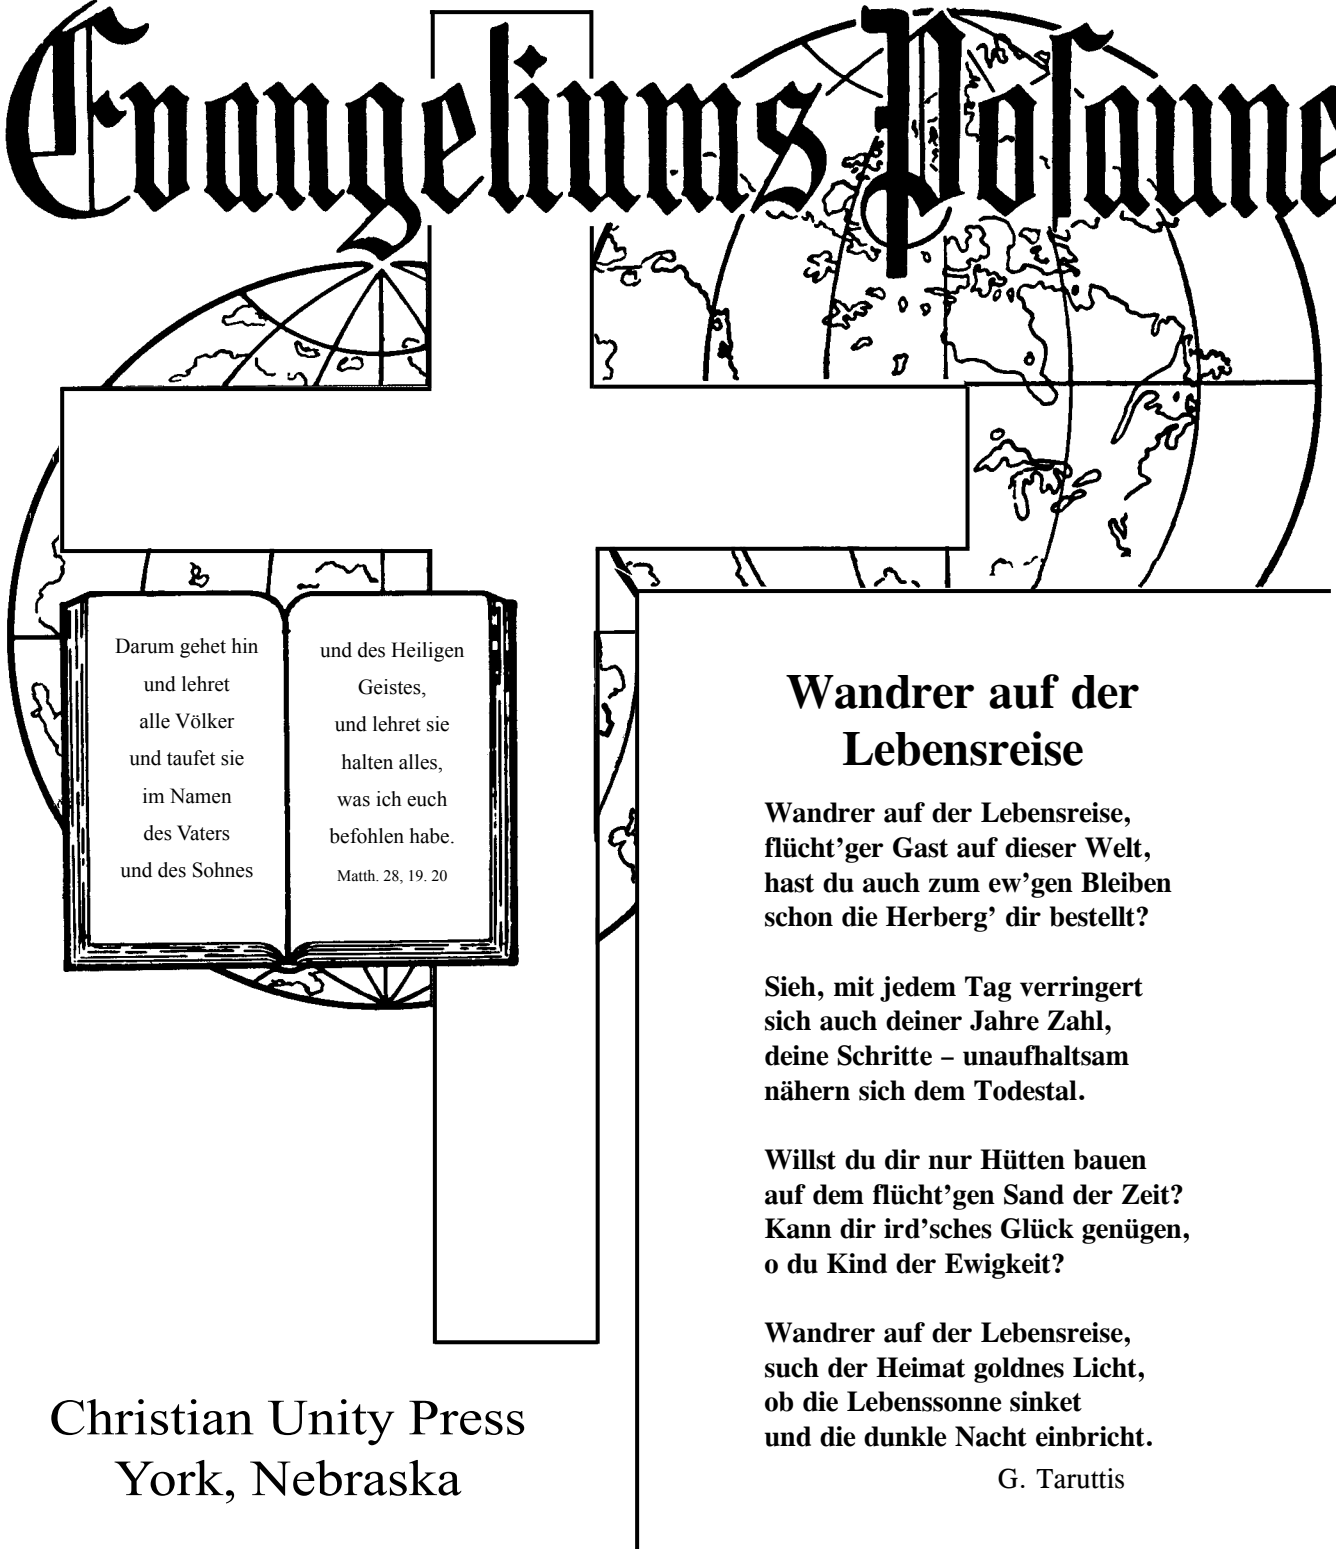 Evangeliums Posaune
Darum gehet hin
und lehret
alle Völker
und taufet sie
im Namen
des Vaters
und des Sohnes
und des Heiligen
Geistes,
und lehret sie
halten alles,
was ich euch
befohlen habe.
Matth. 28, 19. 20
Wandrer auf der
Lebensreise
Wandrer auf der Lebensreise,
flücht’ger Gast auf dieser Welt,
hast du auch zum ew’gen Bleiben
schon die Herberg’ dir bestellt?
Sieh, mit jedem Tag verringert
sich auch deiner Jahre Zahl,
deine Schritte – unaufhaltsam
nähern sich dem Todestal.
Willst du dir nur Hütten bauen
auf dem flücht’gen Sand der Zeit?
Kann dir ird’sches Glück genügen,
o du Kind der Ewigkeit?
Wandrer auf der Lebensreise,
such der Heimat goldnes Licht,
ob die Lebenssonne sinket
und die dunkle Nacht einbricht.
G. Taruttis
Christian Unity Press
York, Nebraska